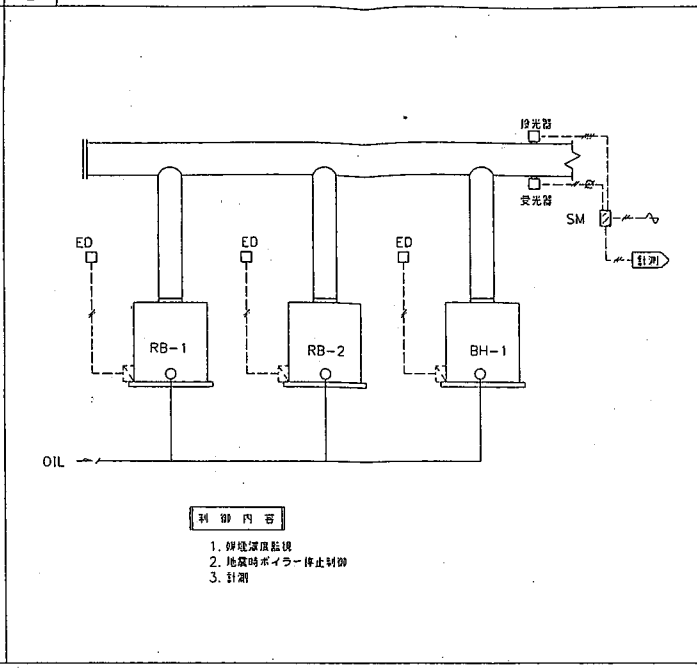 投光器
受光器
SM
計測
ED
ED
ED
RB-1
RB-2
BH-1
OIL
制御内容
1. 煤煙濃度監視
2. 地震時ボイラー停止制御
3. 計測